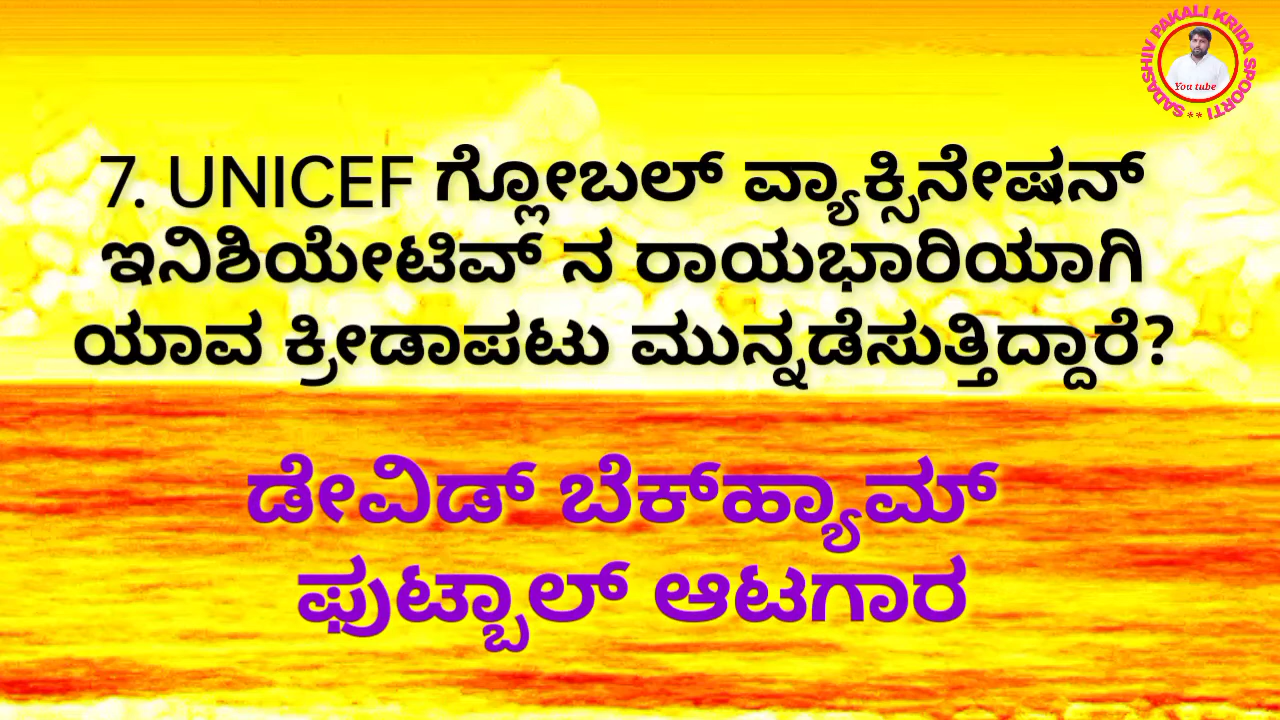 SADASHIV PAKALI KRIDA SPOORTI **
You tube
7. UNICEF ಗ್ಲೋಬಲ್ ವ್ಯಾಕ್ಸಿನೇಷನ್
ಇನಿಶಿಯೇಟಿವ್ ನ ರಾಯಭಾರಿಯಾಗಿ
ಯಾವ ಕ್ರೀಡಾಪಟು ಮುನ್ನಡೆಸುತ್ತಿದ್ದಾರೆ?
ಡೇವಿಡ್ ಬೆಕ್‌ಹ್ಯಾಮ್
ಫುಟ್ಬಾಲ್ ಆಟಗಾರ